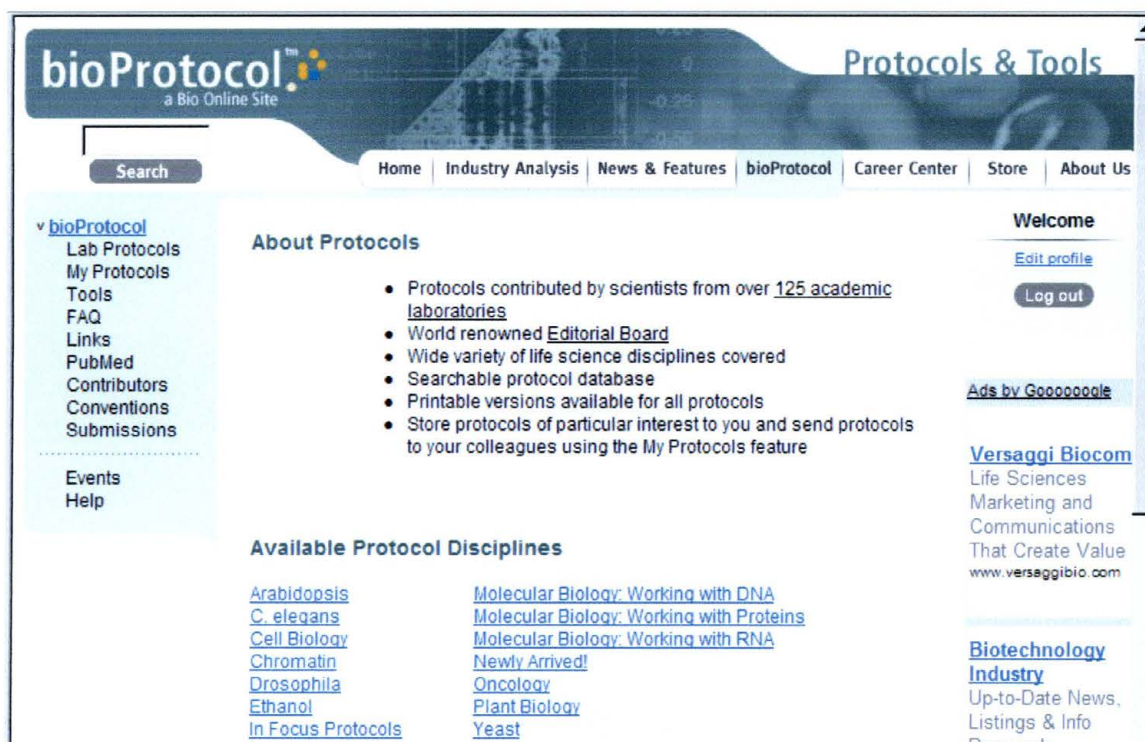 bioProtocol.™
a Bio Online Site
Protocols & Tools
Search
Home
Industry Analysis
News & Features
bioProtocol
Career Center
Store
About Us
v bioProtocol
Lab Protocols
My Protocols
Tools
FAQ
Links
PubMed
Contributors
Conventions
Submissions
Events
Help
About Protocols
• Protocols contributed by scientists from over 125 academic
laboratories
• World renowned Editorial Board
• Wide variety of life science disciplines covered
• Searchable protocol database
• Printable versions available for all protocols
• Store protocols of particular interest to you and send protocols
to your colleagues using the My Protocols feature
Available Protocol Disciplines
Arabidopsis
C. elegans
Cell Biology
Chromatin
Drosophila
Ethanol
In Focus Protocols
Molecular Biology: Working with DNA
Molecular Biology: Working with Proteins
Molecular Biology: Working with RNA
Newly Arrived!
Oncology
Plant Biology
Yeast
Welcome
Edit profile
Log out
Ads by Goooooogle
Versaggi Biocom
Life Sciences
Marketing and
Communications
That Create Value
www.versaggibio.com
Biotechnology
Industry
Up-to-Date News,
Listings & Info